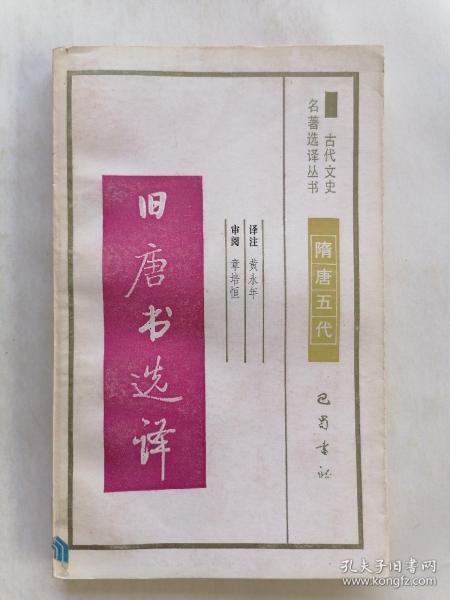 古代文史
名著选译丛书
隋唐五代
巴蜀书社
译注 黄永年
审阅 章培恒
旧唐书选译
孔夫子旧书网
www.kongfz.com